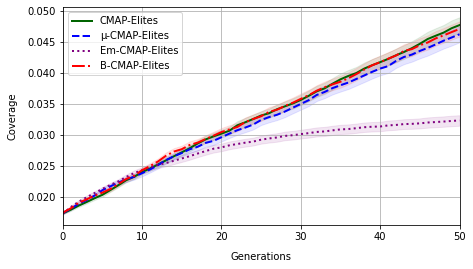 CMAP-Elites
μ-CMAP-Elites
Em-CMAP-Elites
B-CMAP-Elites
0.050
0.045
0.040
0.035
0.030
0.025
0.020
Coverage
0 10 20 30 40 50
Generations